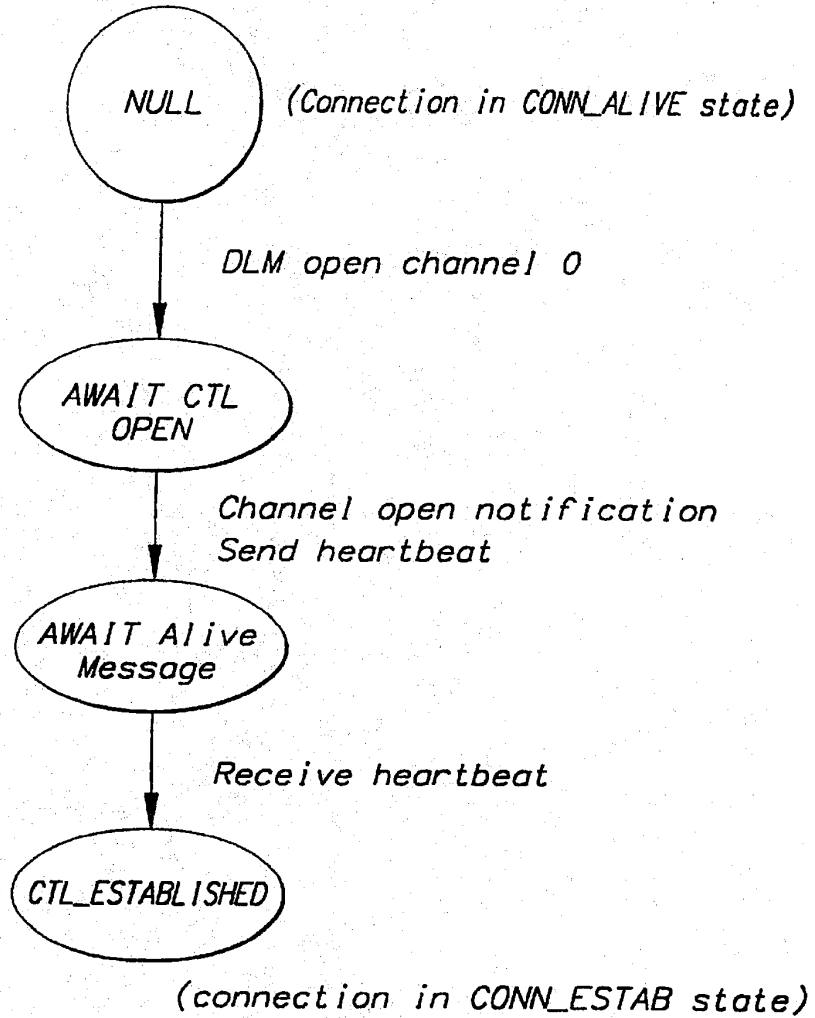 NULL
(Connection in CONN_ALIVE state)
DLM open channel 0
AWAIT CTL
OPEN
Channel open notification
Send heartbeat
AWAIT Alive
Message
Receive heartbeat
CTL_ESTABLISHED
(connection in CONN_ESTAB state)